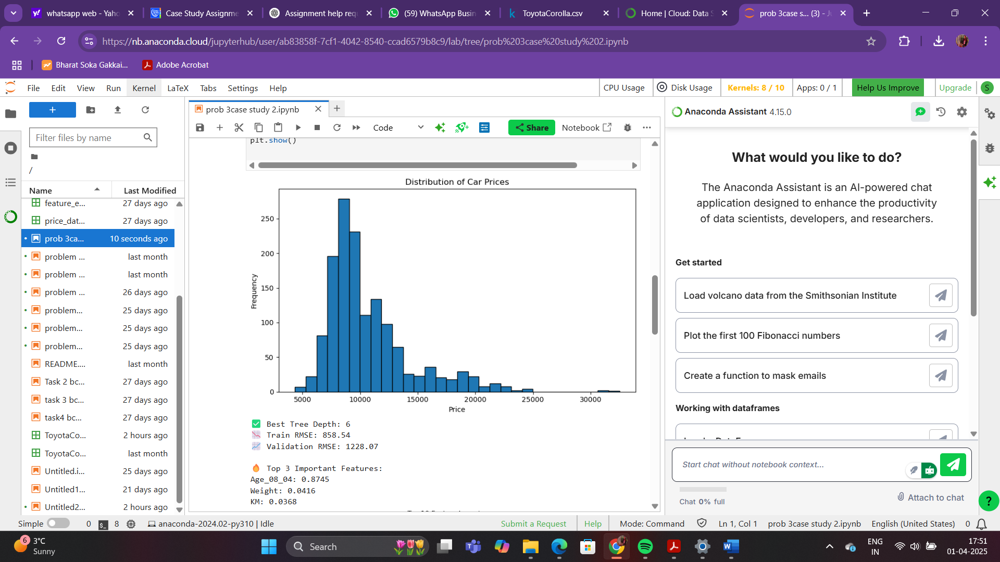 whatsapp web - Yaho
Case Study Assignme
Assignment help requ
(59) WhatsApp Busin
ToyotaCorolla.csv
Home | Cloud: Data S
prob 3case s... (3) - Ju
https://nb.anaconda.cloud/jupyterhub/user/ab83858f-7cf1-4042-8540-ccad6579b8c9/lab/tree/prob%203case%20study%202.ipynb
Bharat Soka Gakkai...
Adobe Acrobat
File Edit View Run Kernel LaTeX Tabs Settings Help
CPU Usage
Disk Usage
Kernels: 8 / 10
Apps: 0 / 1
Help Us Improve
Upgrade
S
Filter files by name
/
Name
Last Modified
feature_e... 27 days ago
price_dat... 27 days ago
prob 3ca... 10 seconds ago
problem ... last month
problem ... last month
problem ... 26 days ago
problem... 25 days ago
problem... 25 days ago
problem... 25 days ago
README.... last month
Task 2 bc... 27 days ago
task 3 bc... 27 days ago
task4 bc... 27 days ago
ToyotaCo... 2 hours ago
ToyotaCo... last month
Untitled.i... 25 days ago
Untitled1... 21 days ago
Untitled2... 2 hours ago
prob 3case study 2.ipynb
Code
Share
Notebook
plt.show()
Distribution of Car Prices
Frequency
250
200
150
100
50
0
5000 10000 15000 20000 25000 30000
Price
Best Tree Depth: 6
Train RMSE: 858.54
Validation RMSE: 1228.07
Top 3 Important Features:
Age_08_04: 0.8745
Weight: 0.0416
KM: 0.0368
Anaconda Assistant 4.15.0
What would you like to do?
The Anaconda Assistant is an AI-powered chat
application designed to enhance the productivity
of data scientists, developers, and researchers.
Get started
Load volcano data from the Smithsonian Institute
Plot the first 100 Fibonacci numbers
Create a function to mask emails
Working with dataframes
Start chat without notebook context...
Chat 0% full
Attach to chat
?
Simple 0 8 anaconda-2024.02-py310 | Idle
Submit a Request
Help
Mode: Command
Ln 1, Col 1
prob 3case study 2.ipynb
English (United States)
0
6
3°C
Sunny
Search
ENG
IN
17:51
01-04-2025